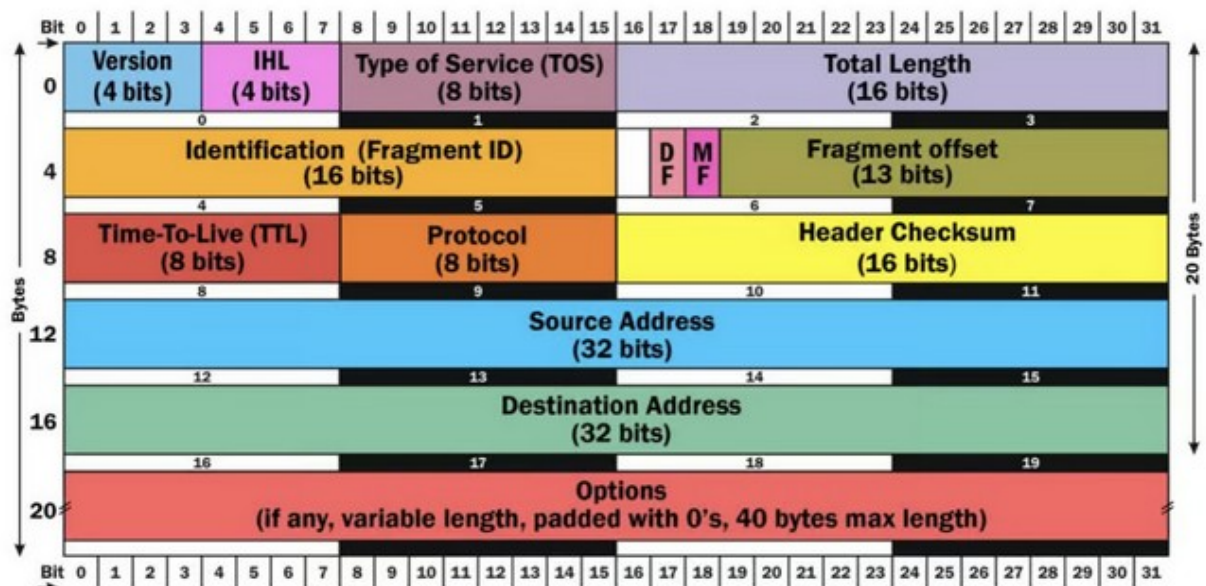 Bit 0 1 2 3 4 5 6 7 8 9 10 11 12 13 14 15 16 17 18 19 20 21 22 23 24 25 26 27 28 29 30 31
Version IHL Type of Service (TOS) Total Length
0 (4 bits) (4 bits) (8 bits) (16 bits)
0 1 2 3
Identification (Fragment ID) D M Fragment offset
4 (16 bits) F F (13 bits)
4 5 6 7
Time-To-Live (TTL) Protocol Header Checksum
8 (8 bits) (8 bits) (16 bits)
8 9 10 11
Bytes
20 Bytes
Source Address
12 (32 bits)
12 13 14 15
Destination Address
16 (32 bits)
16 17 18 19
Options
20 (if any, variable length, padded with 0's, 40 bytes max length)
Bit 0 1 2 3 4 5 6 7 8 9 10 11 12 13 14 15 16 17 18 19 20 21 22 23 24 25 26 27 28 29 30 31